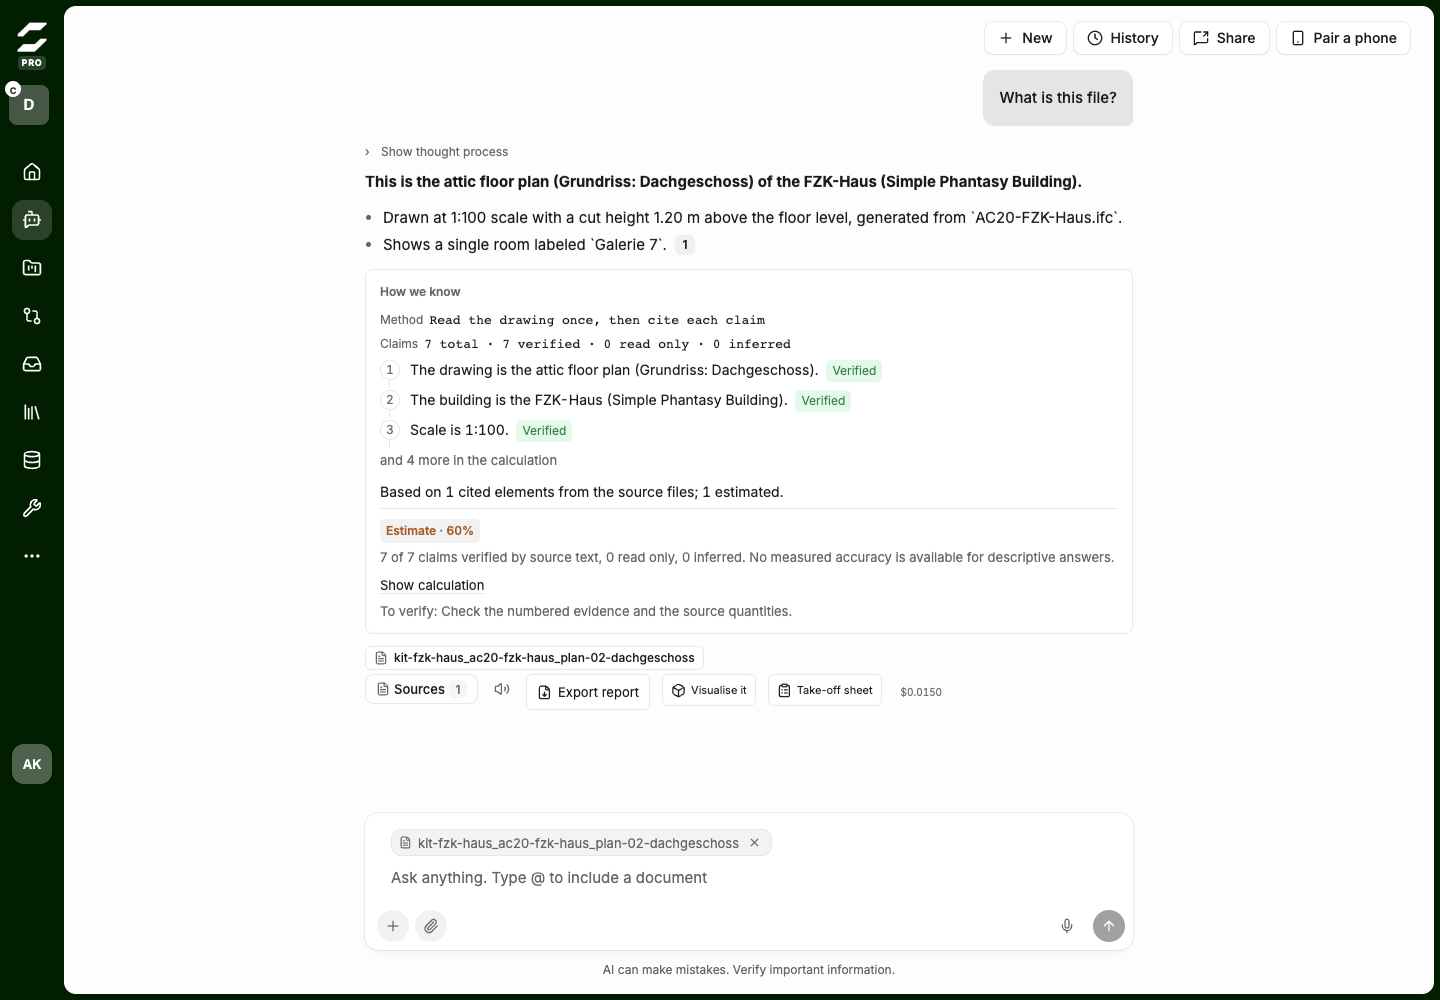 PRO
C
D
AK
New
History
Share
Pair a phone
What is this file?
Show thought process
This is the attic floor plan (Grundriss: Dachgeschoss) of the FZK-Haus (Simple Phantasy Building).
• Drawn at 1:100 scale with a cut height 1.20 m above the floor level, generated from `AC20-FZK-Haus.ifc`.
• Shows a single room labeled `Galerie 7`. 1
How we know
Method Read the drawing once, then cite each claim
Claims 7 total · 7 verified · 0 read only · 0 inferred
1 The drawing is the attic floor plan (Grundriss: Dachgeschoss). Verified
2 The building is the FZK-Haus (Simple Phantasy Building). Verified
3 Scale is 1:100. Verified
and 4 more in the calculation
Based on 1 cited elements from the source files; 1 estimated.
Estimate · 60%
7 of 7 claims verified by source text, 0 read only, 0 inferred. No measured accuracy is available for descriptive answers.
Show calculation
To verify: Check the numbered evidence and the source quantities.
kit-fzk-haus_ac20-fzk-haus_plan-02-dachgeschoss
Sources 1
Export report
Visualise it
Take-off sheet
$0.0150
kit-fzk-haus_ac20-fzk-haus_plan-02-dachgeschoss
Ask anything. Type @ to include a document
AI can make mistakes. Verify important information.